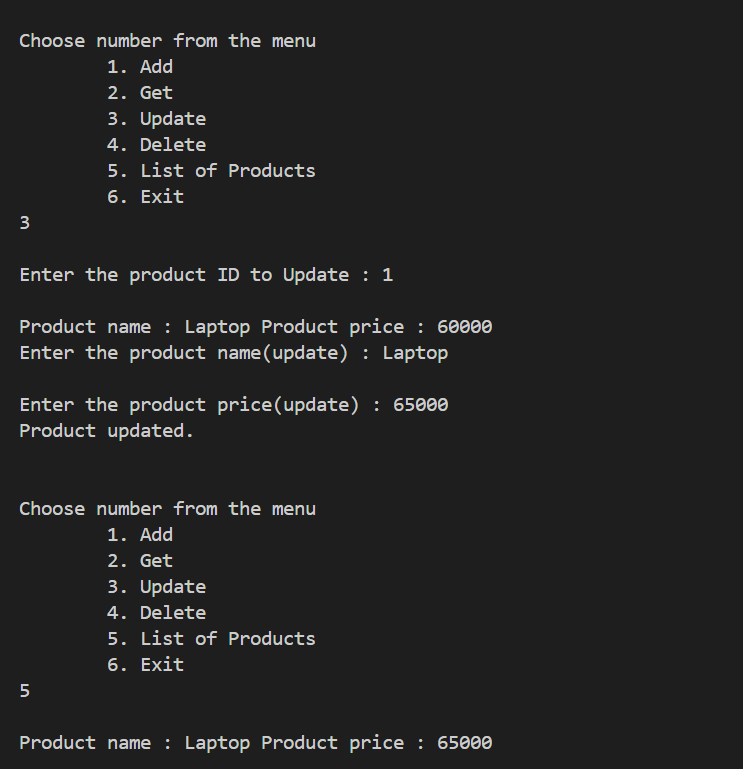 Choose number from the menu
1. Add
2. Get
3. Update
4. Delete
5. List of Products
6. Exit
3
Enter the product ID to Update : 1
Product name : Laptop Product price : 60000
Enter the product name(update) : Laptop
Enter the product price(update) : 65000
Product updated.
Choose number from the menu
1. Add
2. Get
3. Update
4. Delete
5. List of Products
6. Exit
5
Product name : Laptop Product price : 65000